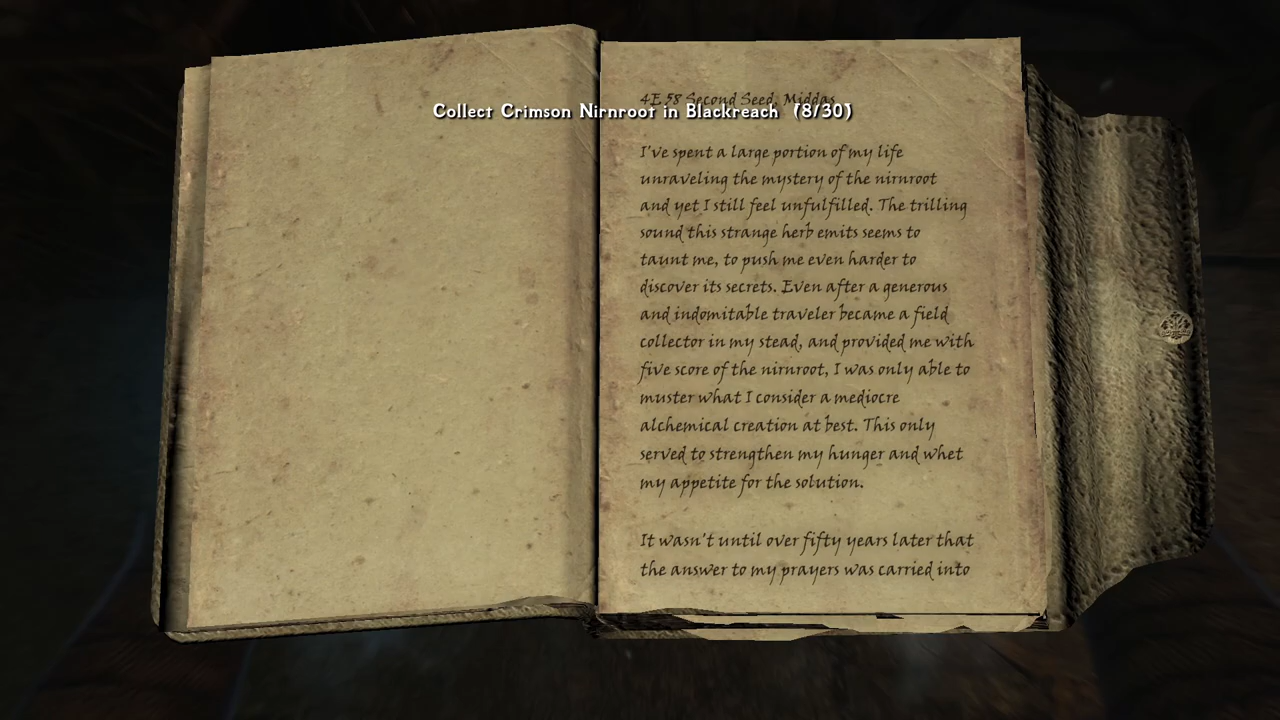 4E 58 Second Seed, Middas
Collect Crimson Nirnroot in Blackreach (8/30)
I've spent a large portion of my life
unraveling the mystery of the nirnroot
and yet I still feel unfulfilled. The trilling
sound this strange herb emits seems to
taunt me, to push me even harder to
discover its secrets. Even after a generous
and indomitable traveler became a field
collector in my stead, and provided me with
five score of the nirnroot, I was only able to
muster what I consider a mediocre
alchemical creation at best. This only
served to strengthen my hunger and whet
my appetite for the solution.
It wasn't until over fifty years later that
the answer to my prayers was carried into